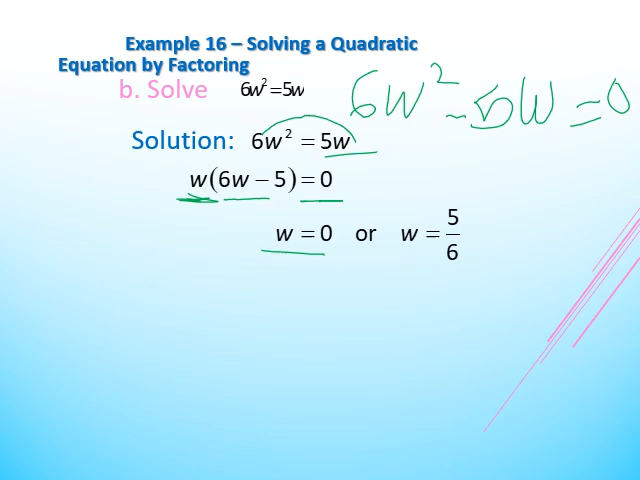 Example 16 – Solving a Quadratic
Equation by Factoring
b. Solve 6w²=5w
6w² - 5w = 0
Solution: 6w² = 5w
w(6w – 5) = 0
w = 0 or w = 5/6